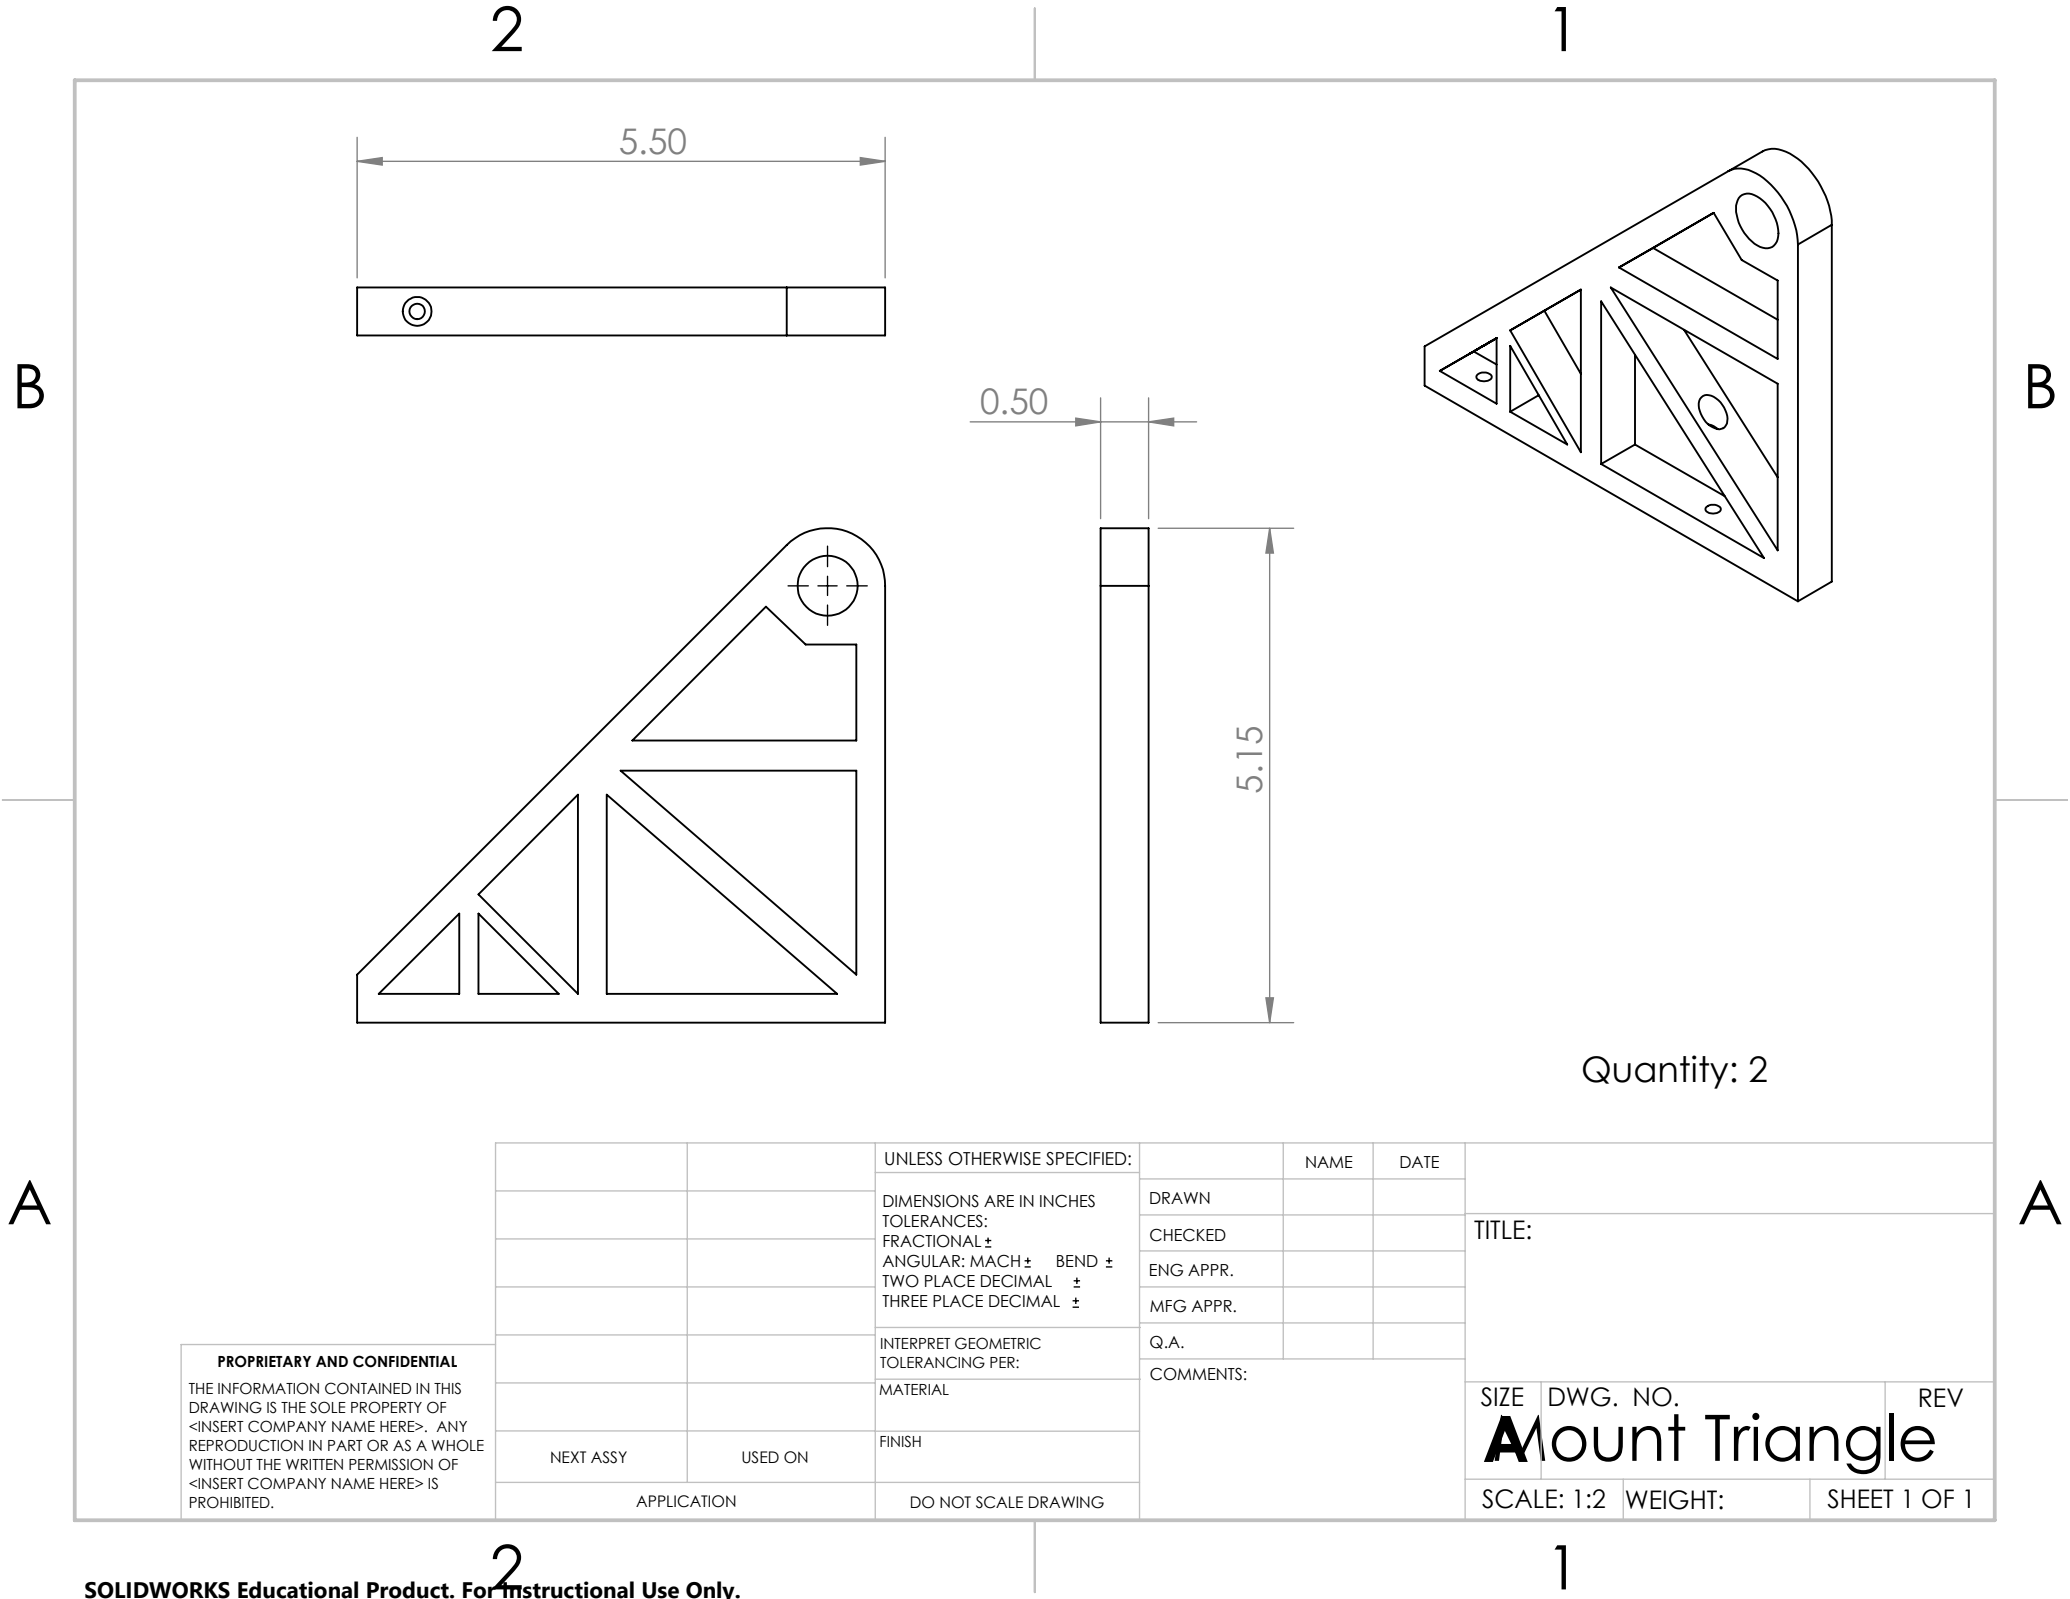 2
1
5.50
B
B
0.50
5.15
Quantity: 2
A
A
UNLESS OTHERWISE SPECIFIED:
DIMENSIONS ARE IN INCHES
TOLERANCES:
FRACTIONAL ±
ANGULAR: MACH ± BEND ±
TWO PLACE DECIMAL ±
THREE PLACE DECIMAL ±
INTERPRET GEOMETRIC
TOLERANCING PER:
MATERIAL
FINISH
DO NOT SCALE DRAWING
NAME DATE
DRAWN
CHECKED
ENG APPR.
MFG APPR.
Q.A.
COMMENTS:
TITLE:
SIZE DWG. NO. REV
A Mount Triangle
SCALE: 1:2 WEIGHT: SHEET 1 OF 1
PROPRIETARY AND CONFIDENTIAL
THE INFORMATION CONTAINED IN THIS
DRAWING IS THE SOLE PROPERTY OF
<INSERT COMPANY NAME HERE>. ANY
REPRODUCTION IN PART OR AS A WHOLE
WITHOUT THE WRITTEN PERMISSION OF
<INSERT COMPANY NAME HERE> IS
PROHIBITED.
NEXT ASSY USED ON
APPLICATION
2
1
SOLIDWORKS Educational Product. For Instructional Use Only.